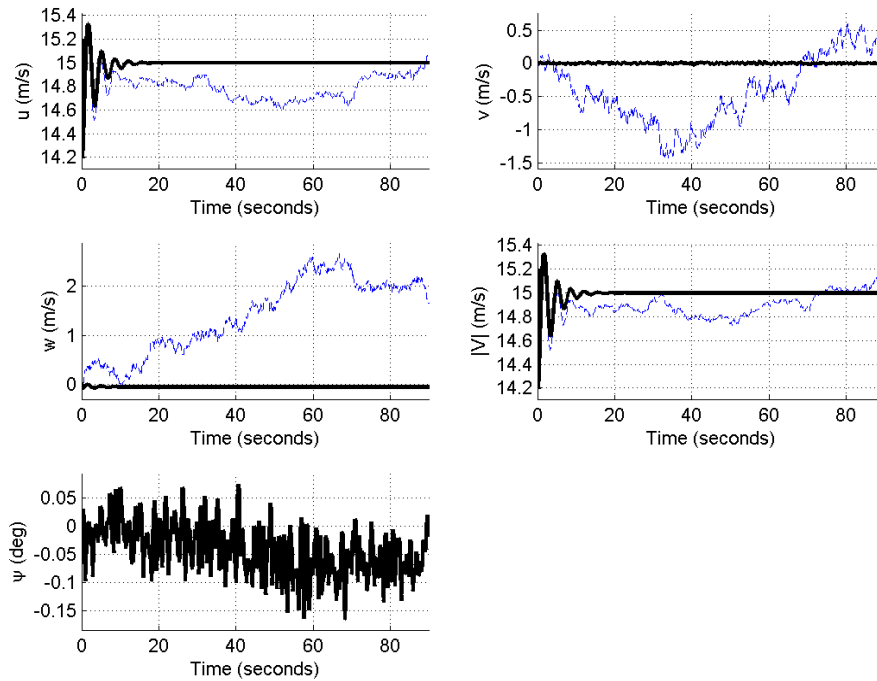 15.4
15.2
15
14.8
14.6
14.4
14.2
u (m/s)
0 20 40 60 80
Time (seconds)
0.5
0
-0.5
-1
-1.5
v (m/s)
0 20 40 60 80
Time (seconds)
2
1
0
w (m/s)
0 20 40 60 80
Time (seconds)
15.4
15.2
15
14.8
14.6
14.4
14.2
|V| (m/s)
0 20 40 60 80
Time (seconds)
0.05
0
-0.05
-0.1
-0.15
ψ (deg)
0 20 40 60 80
Time (seconds)